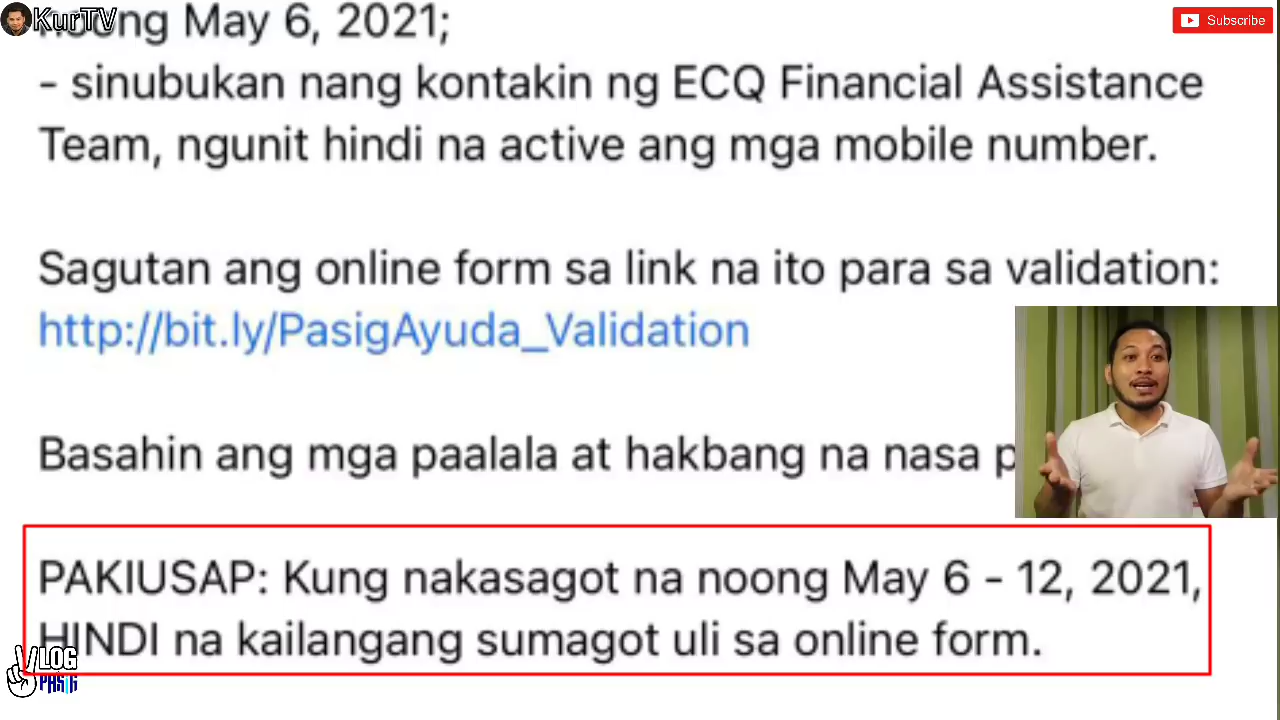 KurTV
Subscribe
noong May 6, 2021;
- sinubukan nang kontakin ng ECQ Financial Assistance
Team, ngunit hindi na active ang mga mobile number.
Sagutan ang online form sa link na ito para sa validation:
http://bit.ly/PasigAyuda_Validation
Basahin ang mga paalala at hakbang na nasa
PAKIUSAP: Kung nakasagot na noong May 6 - 12, 2021,
HINDI na kailangang sumagot uli sa online form.
VLOG
PASIG